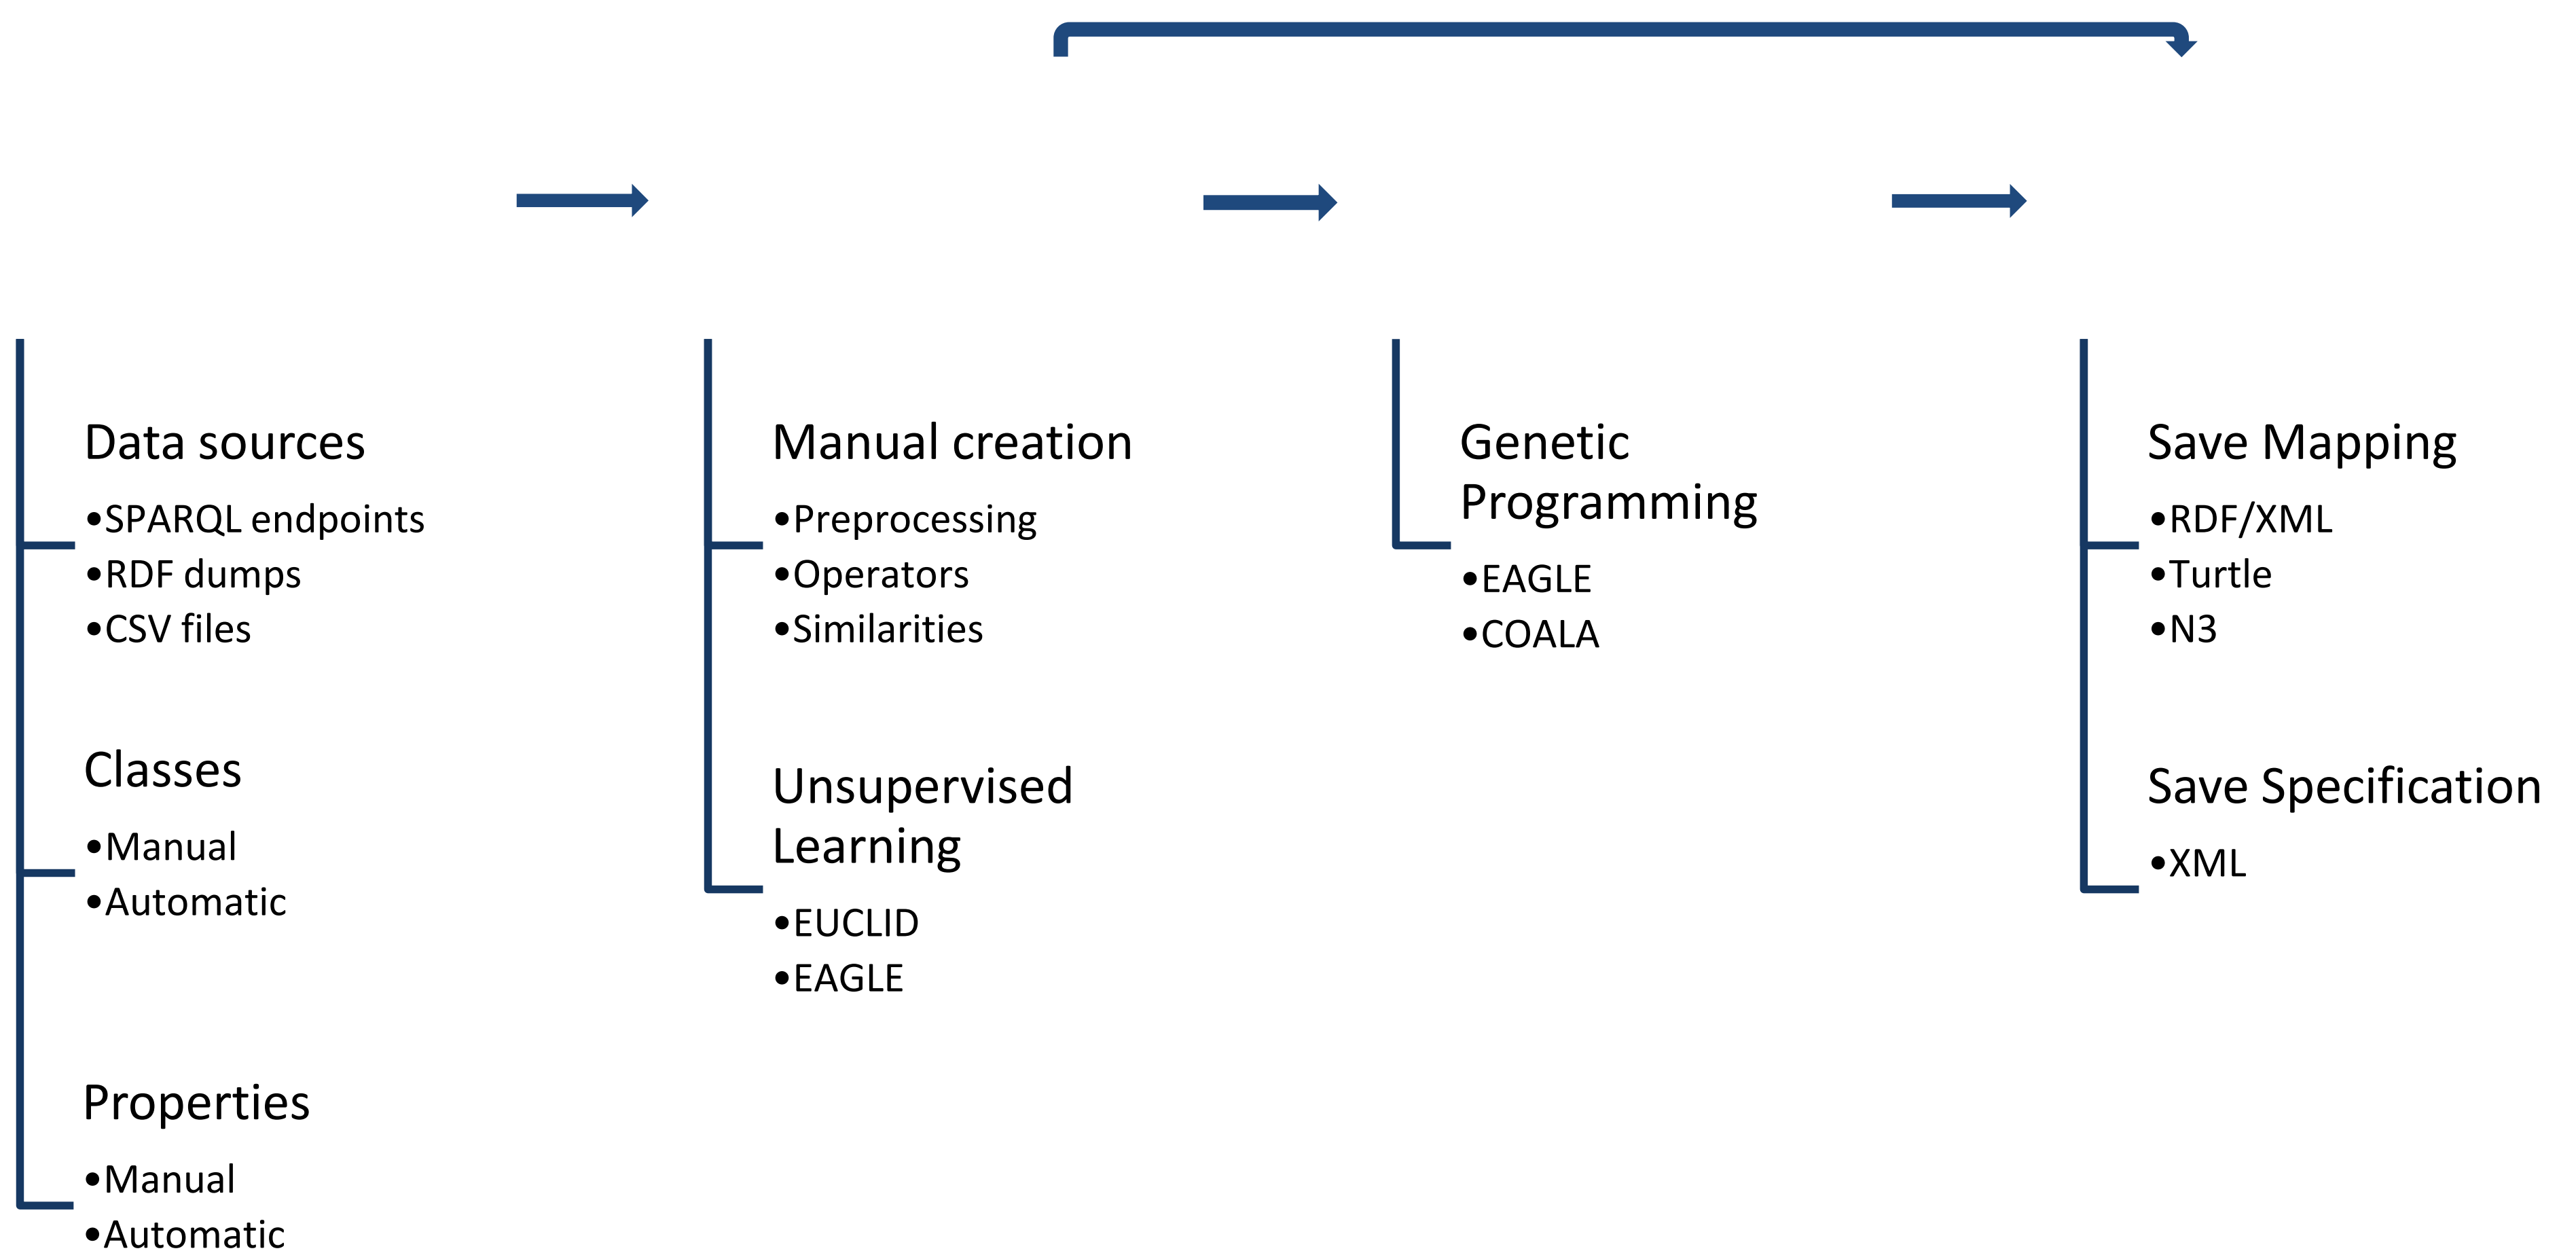 Data sources
•SPARQL endpoints
•RDF dumps
•CSV files
Classes
•Manual
•Automatic
Properties
•Manual
•Automatic
Manual creation
•Preprocessing
•Operators
•Similarities
Unsupervised
Learning
•EUCLID
•EAGLE
Genetic
Programming
•EAGLE
•COALA
Save Mapping
•RDF/XML
•Turtle
•N3
Save Specification
•XML